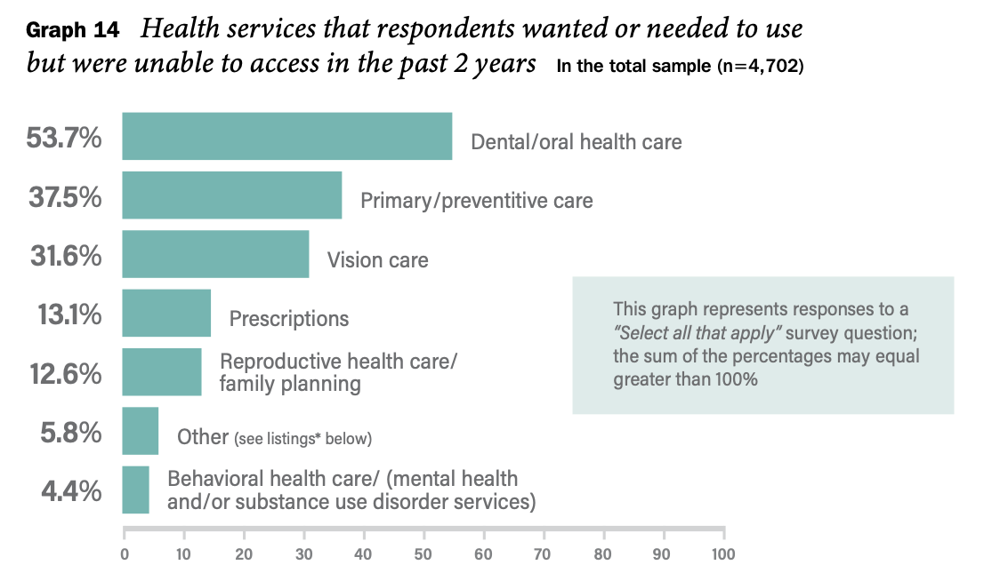 Graph 14 Health services that respondents wanted or needed to use
but were unable to access in the past 2 years In the total sample (n=4,702)
53.7% Dental/oral health care
37.5% Primary/preventitive care
31.6% Vision care
13.1% Prescriptions
12.6% Reproductive health care/
family planning
5.8% Other (see listings* below)
4.4% Behavioral health care/ (mental health
and/or substance use disorder services)
This graph represents responses to a
“Select all that apply” survey question;
the sum of the percentages may equal
greater than 100%
0 10 20 30 40 50 60 70 80 90 100